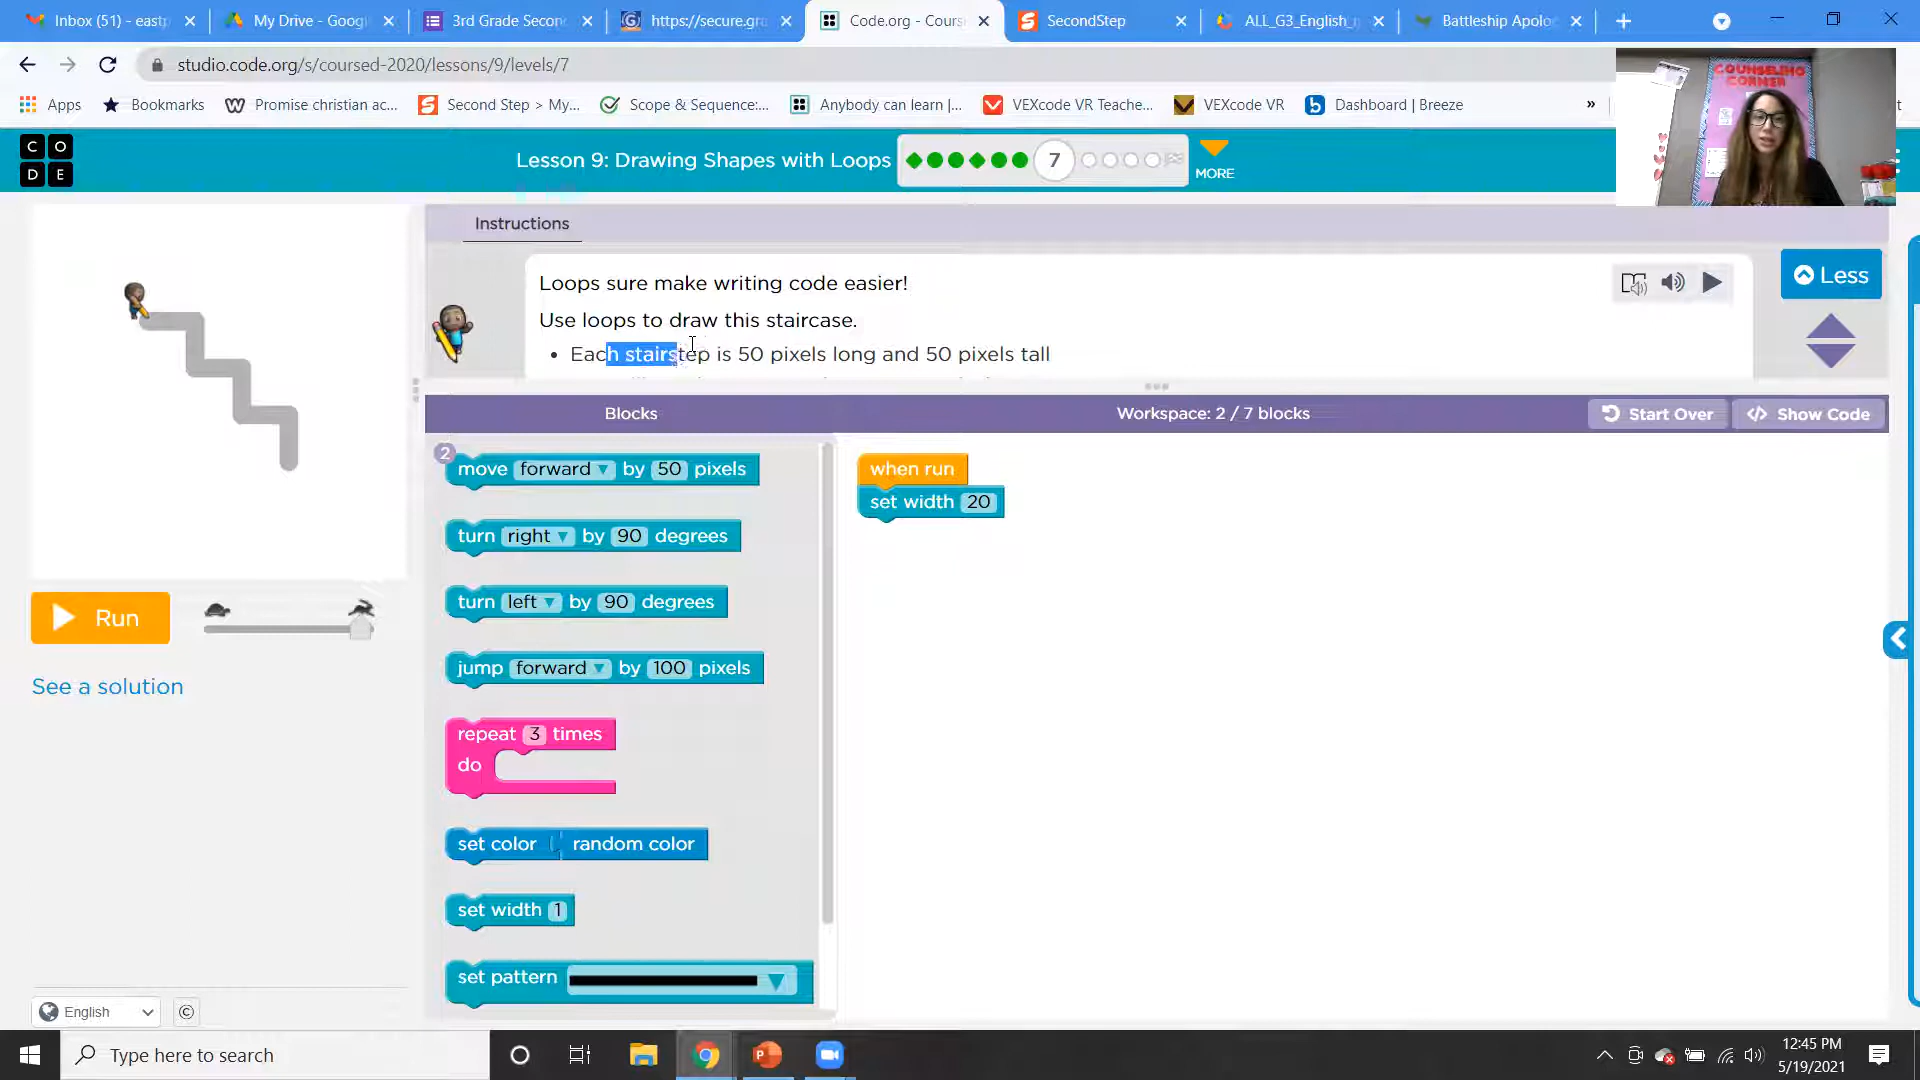 Inbox (51) - eastp
My Drive - Googl
3rd Grade Secon
https://secure.gra
Code.org - Cours
SecondStep
ALL_G3_English_
Battleship Apolo
studio.code.org/s/coursed-2020/lessons/9/levels/7
Apps
Bookmarks
Promise christian ac...
Second Step > My...
Scope & Sequence:...
Anybody can learn |...
VEXcode VR Teache...
VEXcode VR
Dashboard | Breeze
»
COUNSELING
CORNER
C O
D E
Lesson 9: Drawing Shapes with Loops
7
MORE
Instructions
Loops sure make writing code easier!
Use loops to draw this staircase.
• Each stairstep is 50 pixels long and 50 pixels tall
Less
Blocks
Workspace: 2 / 7 blocks
Start Over
Show Code
2
move forward by 50 pixels
turn right by 90 degrees
turn left by 90 degrees
jump forward by 100 pixels
repeat 3 times
do
set color random color
set width 1
set pattern
when run
set width 20
Run
See a solution
English
©
Type here to search
12:45 PM
5/19/2021